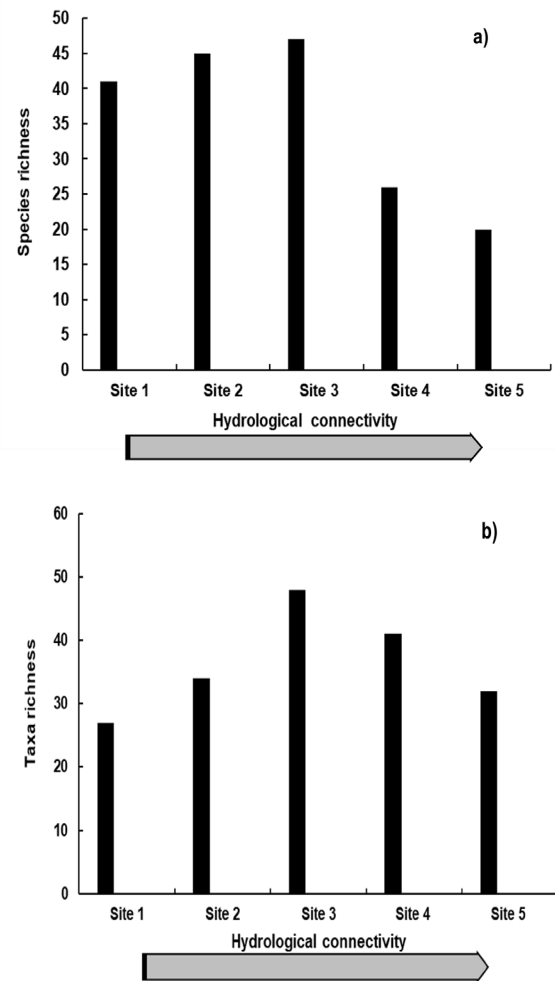 a)
Species richness
50
45
40
35
30
25
20
15
10
5
0
Site 1 Site 2 Site 3 Site 4 Site 5
Hydrological connectivity
b)
Taxa richness
60
50
40
30
20
10
0
Site 1 Site 2 Site 3 Site 4 Site 5
Hydrological connectivity